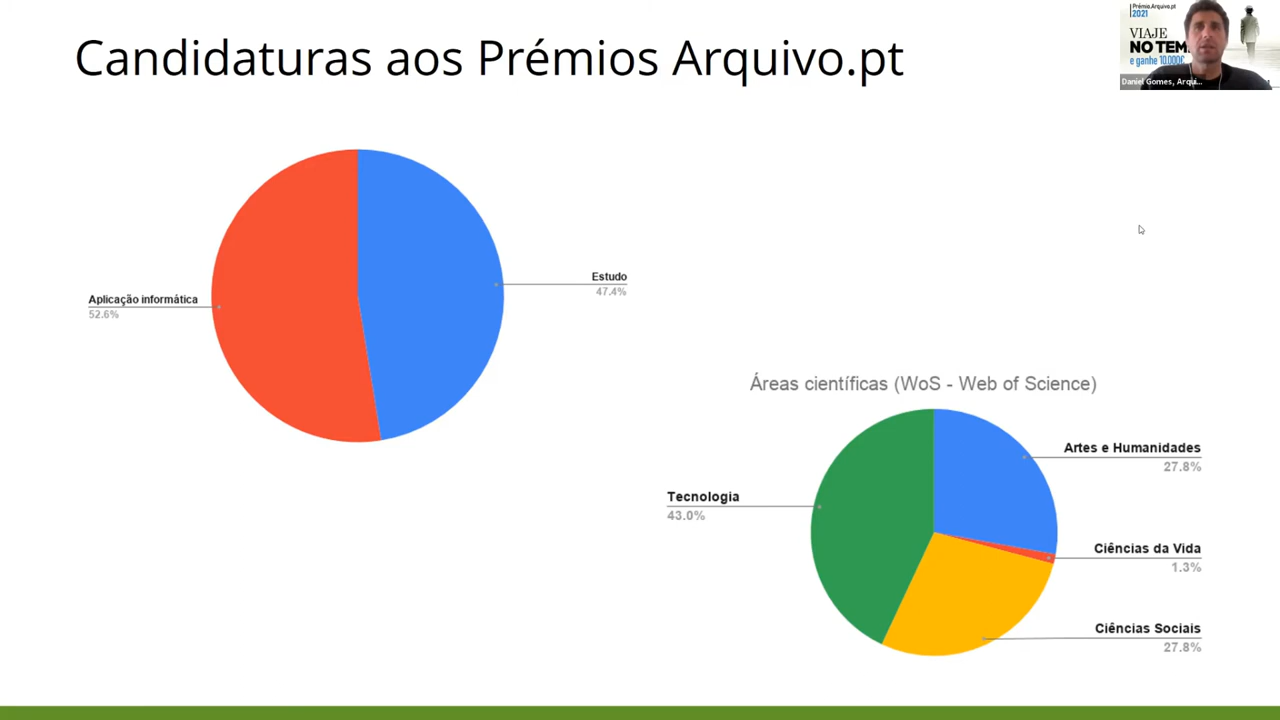 Candidaturas aos Prémios Arquivo.pt
Prémio Arquivo.pt
2021
VIAJE
NO TEM
e ganhe 10.000€
Daniel Gomes, Arqui...
Estudo
47.4%
Aplicação informática
52.6%
Áreas científicas (WoS - Web of Science)
Artes e Humanidades
27.8%
Tecnologia
43.0%
Ciências da Vida
1.3%
Ciências Sociais
27.8%